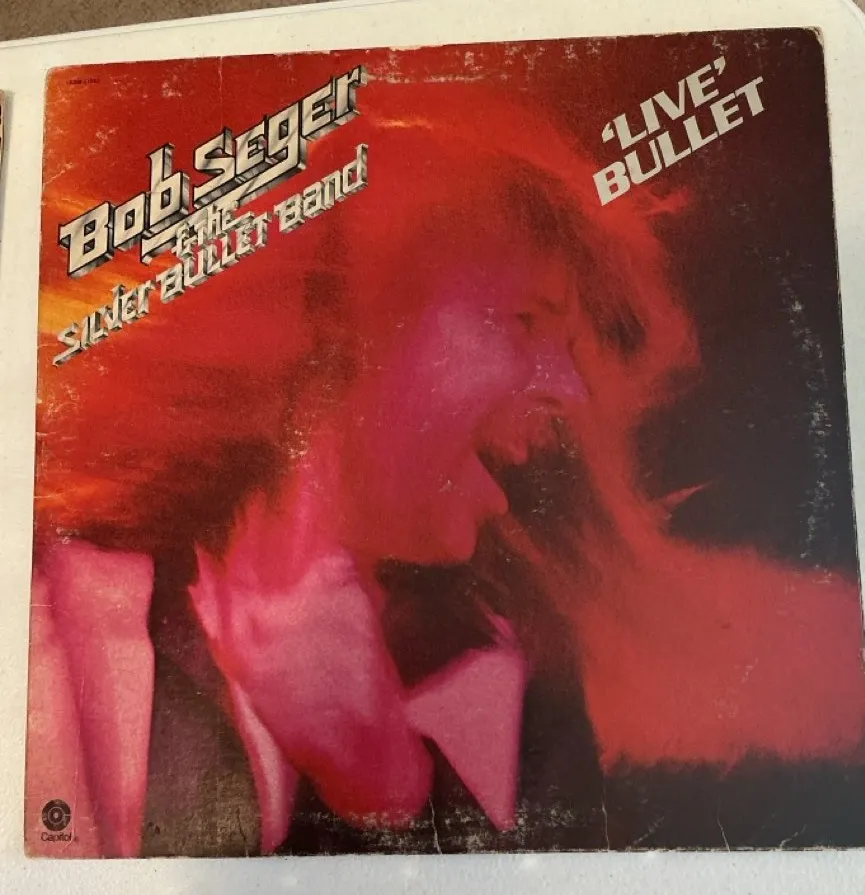 Bob Seger
& The
Silver Bullet Band
'LIVE'
BULLET
Capitol